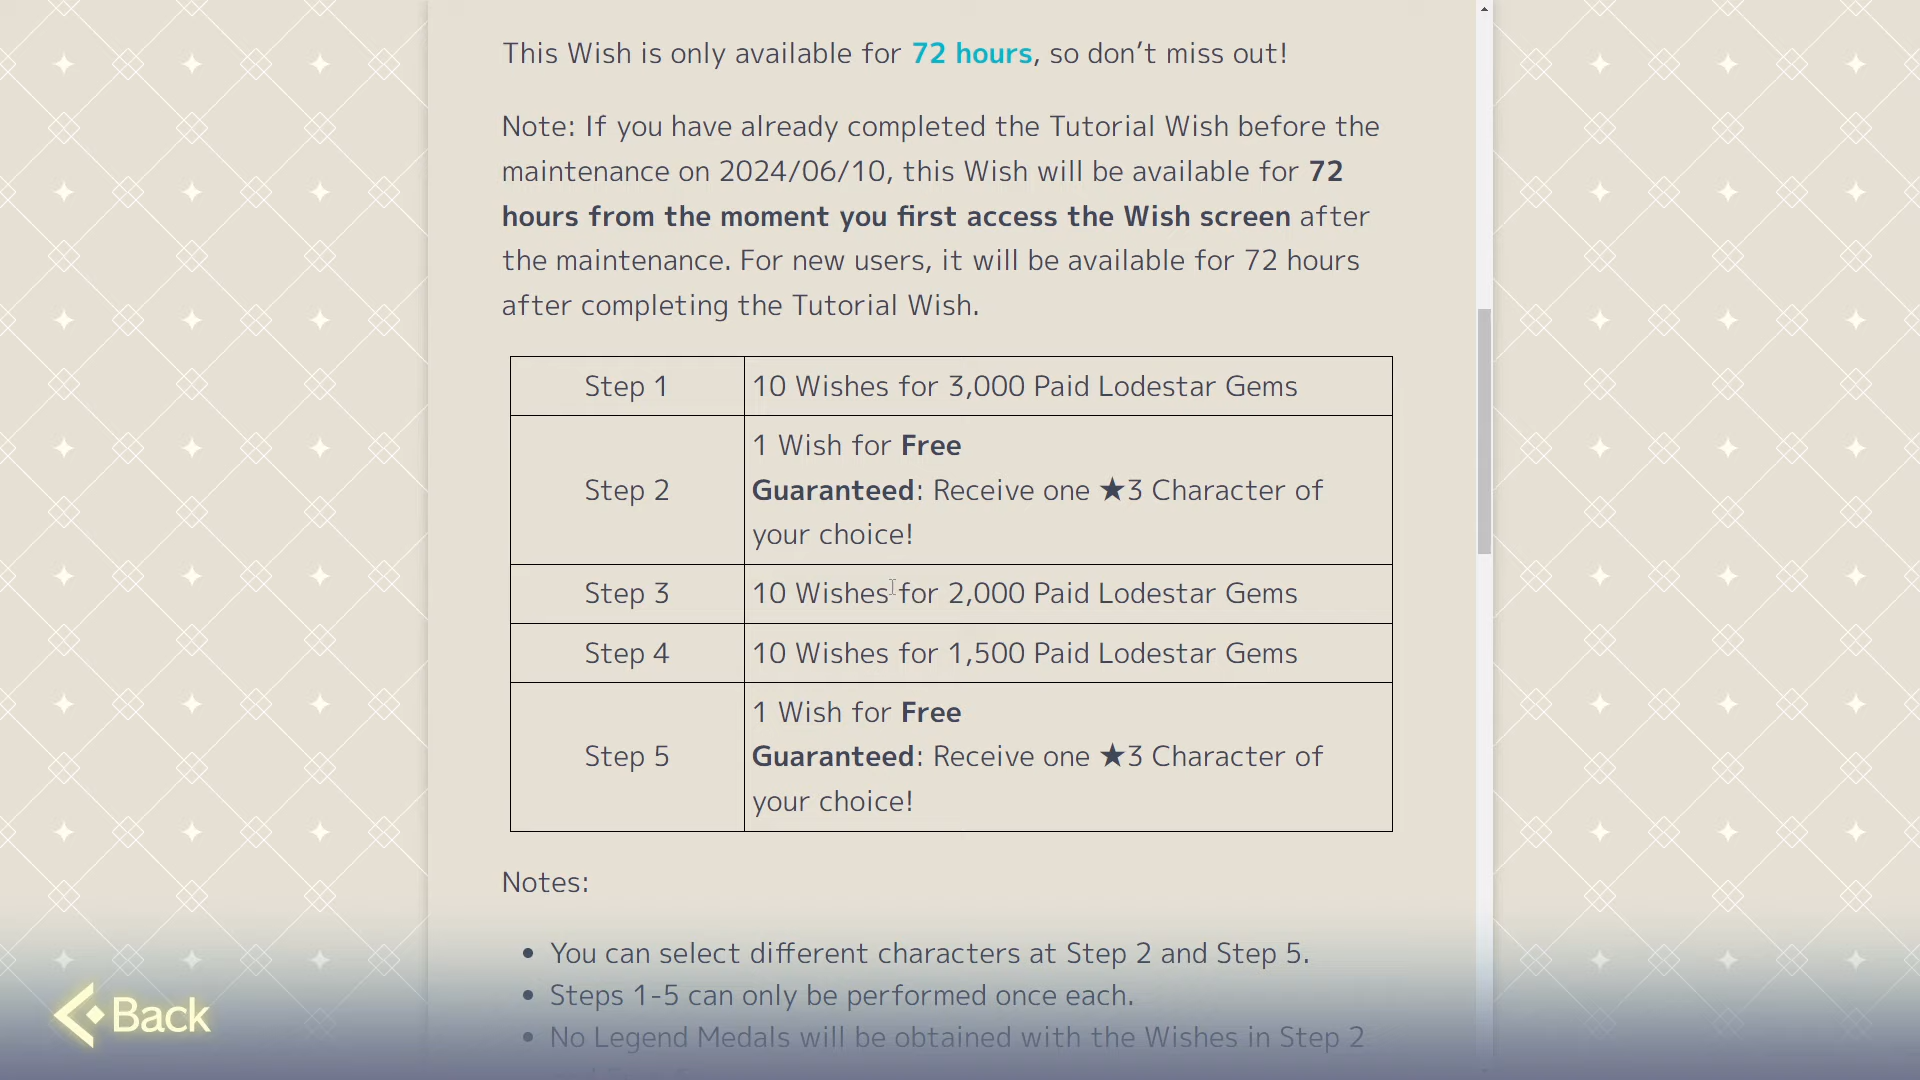 This Wish is only available for 72 hours, so don’t miss out!
Note: If you have already completed the Tutorial Wish before the
maintenance on 2024/06/10, this Wish will be available for 72
hours from the moment you first access the Wish screen after
the maintenance. For new users, it will be available for 72 hours
after completing the Tutorial Wish.
Step 1
10 Wishes for 3,000 Paid Lodestar Gems
Step 2
1 Wish for Free
Guaranteed: Receive one ★3 Character of
your choice!
Step 3
10 Wishes for 2,000 Paid Lodestar Gems
Step 4
10 Wishes for 1,500 Paid Lodestar Gems
Step 5
1 Wish for Free
Guaranteed: Receive one ★3 Character of
your choice!
Notes:
• You can select different characters at Step 2 and Step 5.
• Steps 1-5 can only be performed once each.
• No Legend Medals will be obtained with the Wishes in Step 2
Back